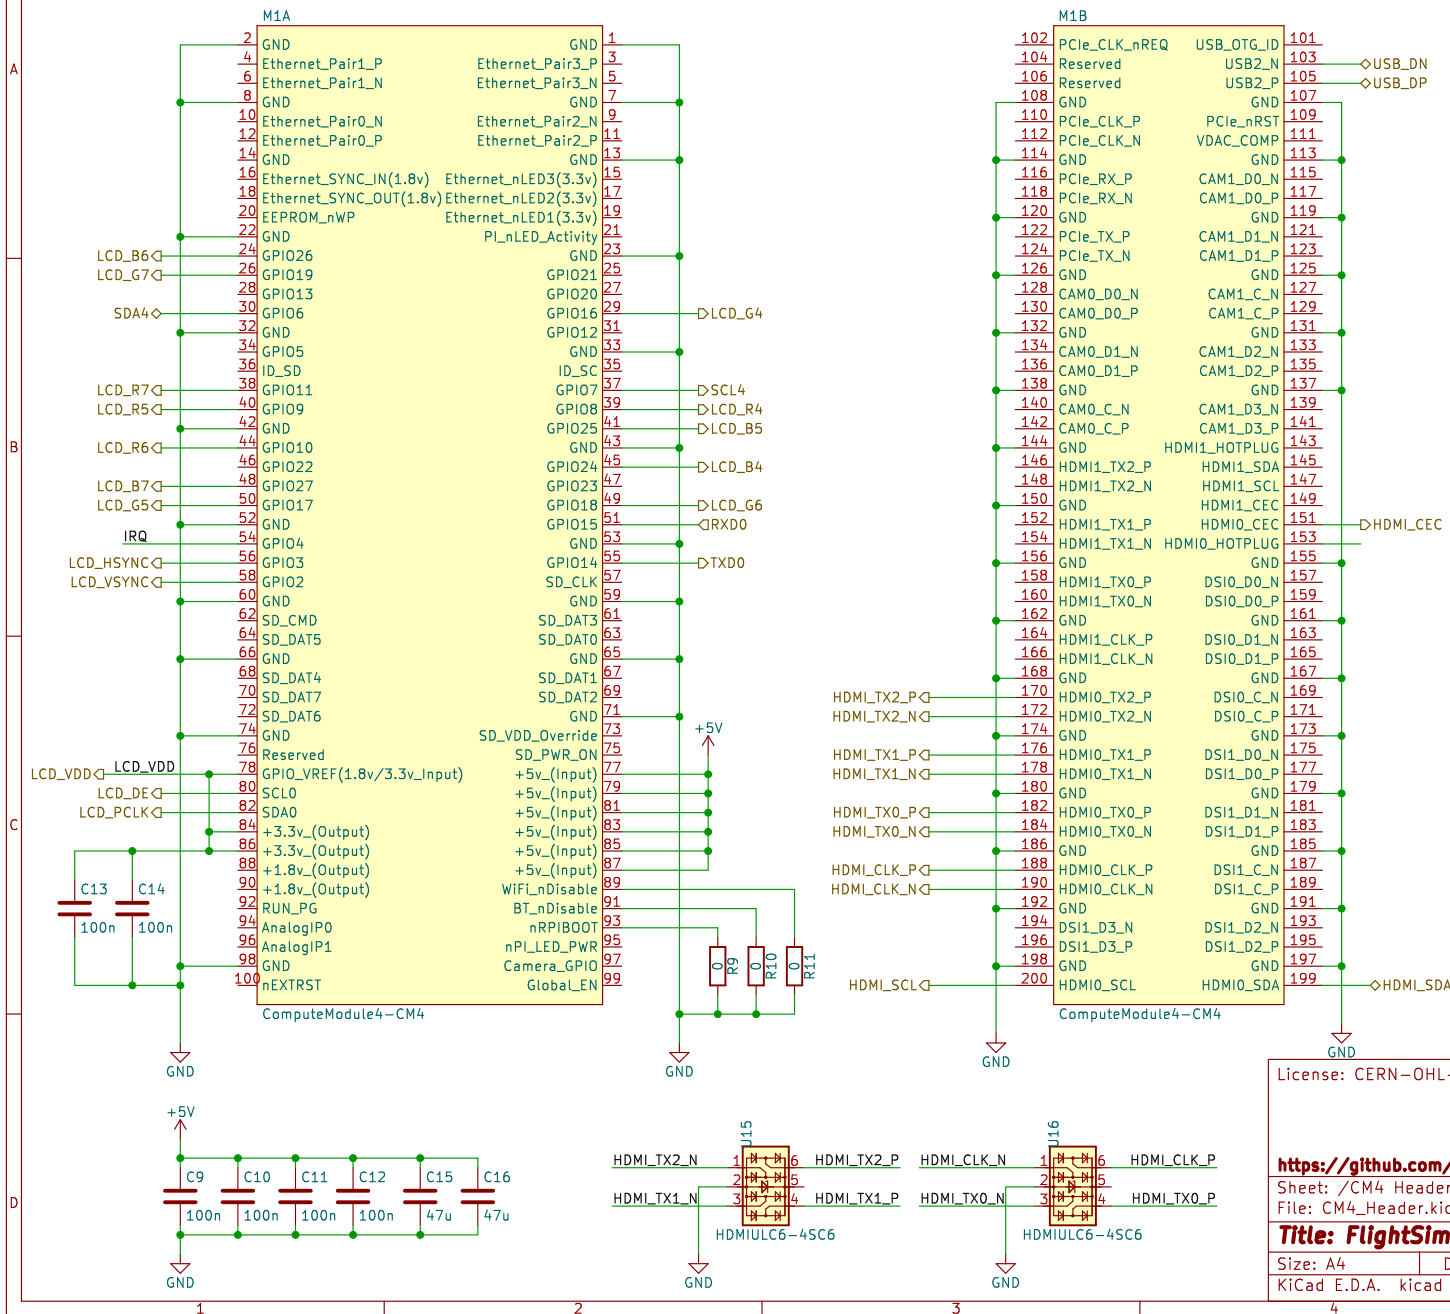 M1A
2 GND GND 1
4 Ethernet_Pair1_P Ethernet_Pair3_P 3
6 Ethernet_Pair1_N Ethernet_Pair3_N 5
8 GND GND 7
10 Ethernet_Pair0_N Ethernet_Pair2_N 9
12 Ethernet_Pair0_P Ethernet_Pair2_P 11
14 GND GND 13
16 Ethernet_SYNC_IN(1.8v) Ethernet_nLED3(3.3v) 15
18 Ethernet_SYNC_OUT(1.8v) Ethernet_nLED2(3.3v) 17
20 EEPROM_nWP Ethernet_nLED1(3.3v) 19
22 GND PI_nLED_Activity 21
LCD_B6 24 GPIO26 GND 23
LCD_G7 26 GPIO19 GPIO21 25
28 GPIO13 GPIO20 27
SDA4 30 GPIO6 GPIO16 29 LCD_G4
32 GND GPIO12 31
34 GPIO5 GND 33
36 ID_SD ID_SC 35
LCD_R7 38 GPIO11 GPIO7 37 SCL4
LCD_R5 40 GPIO9 GPIO8 39 LCD_R4
42 GND GPIO25 41 LCD_B5
LCD_R6 44 GPIO10 GND 43
46 GPIO22 GPIO24 45 LCD_B4
LCD_B7 48 GPIO27 GPIO23 47
LCD_G5 50 GPIO17 GPIO18 49 LCD_G6
52 GND GPIO15 51 RXD0
IRQ 54 GPIO4 GND 53
LCD_HSYNC 56 GPIO3 GPIO14 55 TXD0
LCD_VSYNC 58 GPIO2 SD_CLK 57
60 GND GND 59
62 SD_CMD SD_DAT3 61
64 SD_DAT5 SD_DAT0 63
66 GND GND 65
68 SD_DAT4 SD_DAT1 67
70 SD_DAT7 SD_DAT2 69
72 SD_DAT6 GND 71
74 GND SD_VDD_Override 73
76 Reserved SD_PWR_ON 75
+5V
LCD_VDD LCD_VDD 78 GPIO_VREF(1.8v/3.3v_Input) +5v_(Input) 77
LCD_DE 80 SCL0 +5v_(Input) 79
LCD_PCLK 82 SDA0 +5v_(Input) 81
84 +3.3v_(Output) +5v_(Input) 83
86 +3.3v_(Output) +5v_(Input) 85
88 +1.8v_(Output) +5v_(Input) 87
90 +1.8v_(Output) WiFi_nDisable 89
92 RUN_PG BT_nDisable 91
94 AnalogIP0 nRPIBOOT 93
96 AnalogIP1 nPI_LED_PWR 95
98 GND Camera_GPIO 97
100 nEXTRST Global_EN 99
ComputeModule4-CM4
C13 C14
100n 100n
0 R9 0 R10 0 R11
GND GND
M1B
102 PCIe_CLK_nREQ USB_OTG_ID 101
104 Reserved USB2_N 103 USB_DN
106 Reserved USB2_P 105 USB_DP
108 GND GND 107
110 PCIe_CLK_P PCIe_nRST 109
112 PCIe_CLK_N VDAC_COMP 111
114 GND GND 113
116 PCIe_RX_P CAM1_D0_N 115
118 PCIe_RX_N CAM1_D0_P 117
120 GND GND 119
122 PCIe_TX_P CAM1_D1_N 121
124 PCIe_TX_N CAM1_D1_P 123
126 GND GND 125
128 CAM0_D0_N CAM1_C_N 127
130 CAM0_D0_P CAM1_C_P 129
132 GND GND 131
134 CAM0_D1_N CAM1_D2_N 133
136 CAM0_D1_P CAM1_D2_P 135
138 GND GND 137
140 CAM0_C_N CAM1_D3_N 139
142 CAM0_C_P CAM1_D3_P 141
144 GND HDMI1_HOTPLUG 143
146 HDMI1_TX2_P HDMI1_SDA 145
148 HDMI1_TX2_N HDMI1_SCL 147
150 GND HDMI1_CEC 149
152 HDMI1_TX1_P HDMI0_CEC 151 HDMI_CEC
154 HDMI1_TX1_N HDMI0_HOTPLUG 153
156 GND GND 155
158 HDMI1_TX0_P DSI0_D0_N 157
160 HDMI1_TX0_N DSI0_D0_P 159
162 GND GND 161
164 HDMI1_CLK_P DSI0_D1_N 163
166 HDMI1_CLK_N DSI0_D1_P 165
168 GND GND 167
HDMI_TX2_P 170 HDMI0_TX2_P DSI0_C_N 169
HDMI_TX2_N 172 HDMI0_TX2_N DSI0_C_P 171
174 GND GND 173
HDMI_TX1_P 176 HDMI0_TX1_P DSI1_D0_N 175
HDMI_TX1_N 178 HDMI0_TX1_N DSI1_D0_P 177
180 GND GND 179
HDMI_TX0_P 182 HDMI0_TX0_P DSI1_D1_N 181
HDMI_TX0_N 184 HDMI0_TX0_N DSI1_D1_P 183
186 GND GND 185
HDMI_CLK_P 188 HDMI0_CLK_P DSI1_C_N 187
HDMI_CLK_N 190 HDMI0_CLK_N DSI1_C_P 189
192 GND GND 191
194 DSI1_D3_N DSI1_D2_N 193
196 DSI1_D3_P DSI1_D2_P 195
198 GND GND 197
HDMI_SCL 200 HDMI0_SCL HDMI0_SDA 199 HDMI_SDA
ComputeModule4-CM4
GND GND
+5V
C9 C10 C11 C12 C15 C16
100n 100n 100n 100n 47u 47u
GND
U15
HDMI_TX2_N 1 6 HDMI_TX2_P
2 5
HDMI_TX1_N 3 4 HDMI_TX1_P
HDMIULC6-4SC6
GND
U16
HDMI_CLK_N 1 6 HDMI_CLK_P
2 5
HDMI_TX0_N 3 4 HDMI_TX0_P
HDMIULC6-4SC6
GND
License: CERN-OHL-
https://github.com/
Sheet: /CM4 Header
File: CM4_Header.kic
Title: FlightSim
Size: A4 D
KiCad E.D.A. kicad
A
B
C
D
1 2 3 4